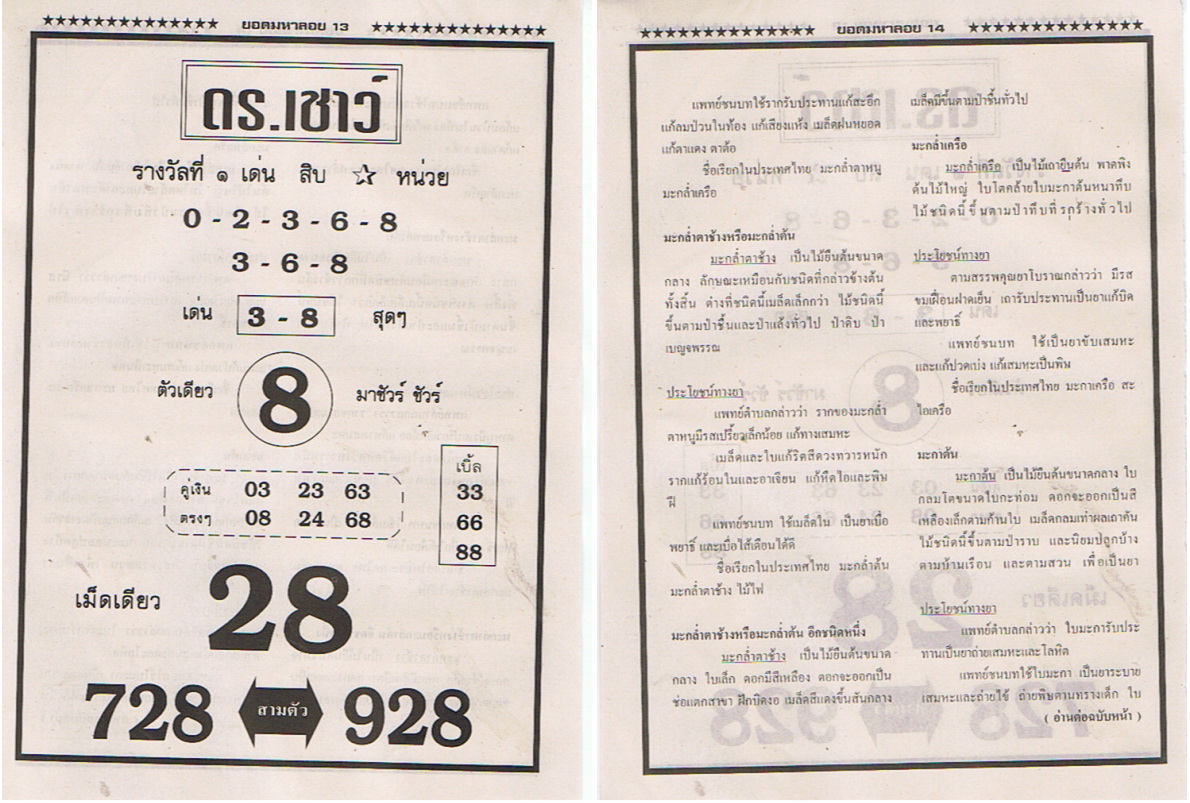 ยอดมหาลอย 13
ดร.เชาว์
รางวัลที่ ๑ เด่น สิบ ☆ หน่วย
0 - 2 - 3 - 6 - 8
3 - 6 - 8
เด่น 3 - 8 สุดๆ
ตัวเดียว 8 มาชัวร์ ชัวร์
คู่เงิน 03 23 63
ตรงๆ 08 24 68
เบิ้ล
33
66
88
เม็ดเดียว 28
728 สามตัว 928
ยอดมหาลอย 14
แพทย์ชนบทใช้รากรับประทานแก้สะอึก
แก้ลมป่วนในท้อง แก้เสียงแห้ง เมล็ดฝนหยอด
แก้ตาแดง ตาต้อ
ชื่อเรียกในประเทศไทย มะกล่ำตาหนู
มะกล่ำเครือ
มะกล่ำตาช้างหรือมะกล่ำต้น
มะกล่ำตาช้าง เป็นไม้ยืนต้นขนาด
กลาง ลักษณะเหมือนกับชนิดที่กล่าวข้างต้น
ทั้งสิ้น ต่างที่ชนิดนี้เมล็ดเล็กกว่า ไม้ชนิดนี้
ขึ้นตามป่าชื้นและป่าแล้งทั่วไป ป่าดิบ ป่า
เบญจพรรณ
ประโยชน์ทางยา
แพทย์ตำบลกล่าวว่า รากของมะกล่ำ
ตาหนูมีรสเปรี้ยวเล็กน้อย แก้ทางเสมหะ
เมล็ดและใบแก้ริดสีดวงทวารหนัก
รากแก้ร้อนในและอาเจียน แก้หืดไอและพิษ
ฝี
แพทย์ชนบท ใช้เมล็ดใน เป็นยาเบื่อ
พยาธิ์ และเบื่อไส้เดือนได้ดี
ชื่อเรียกในประเทศไทย มะกล่ำต้น
มะกล่ำตาช้าง ไม้ไฟ
มะกล่ำตาช้างหรือมะกล่ำต้น อีกชนิดหนึ่ง
มะกล่ำตาช้าง เป็นไม้ยืนต้นขนาด
กลาง ใบเล็ก ดอกมีสีเหลือง ดอกจะออกเป็น
ช่อแตกสาขา ฝักบิดงอ เมล็ดสีแดงขึ้นสันกลาง
เมล็ดมีขึ้นตามป่าชื้นทั่วไป
มะกล่ำเครือ
มะกล่ำเครือ เป็นไม้เถายืนต้น พาดพิง
ต้นไม้ใหญ่ ใบโตคล้ายใบมะกาต้นหนาทึบ
ไม้ชนิดนี้ขึ้นตามป่าทึบที่รกร้างทั่วไป
ประโยชน์ทางยา
ตามสรรพคุณยาโบราณกล่าวว่า มีรส
ขมเฝื่อนฝาดเย็น เถารับประทานเป็นยาแก้บิด
และพยาธิ์
แพทย์ชนบท ใช้เป็นยาขับเสมหะ
และแก้ปวดเบ่ง แก้เสมหะเป็นพิษ
ชื่อเรียกในประเทศไทย มะกาเครือ สะ
ไอเครือ
มะกาต้น
มะกาต้น เป็นไม้ยืนต้นขนาดกลาง ใบ
กลมโตขนาดใบกะท่อม ดอกจะออกเป็นสี
เหลืองเล็กตามก้านใบ เมล็ดกลมเท่าผลเถาคัน
ไม้ชนิดนี้ขึ้นตามป่าราบ และนิยมปลูกบ้าง
ตามบ้านเรือน และตามสวน เพื่อเป็นยา
ประโยชน์ทางยา
แพทย์ตำบลกล่าวว่า ใบมะการับประ
ทานเป็นยาถ่ายเสมหะและโลหิต
แพทย์ชนบทใช้ใบมะกา เป็นยาระบาย
เสมหะและถ่ายไข้ ถ่ายพิษตานทรางเด็ก ใบ
( อ่านต่อฉบับหน้า )